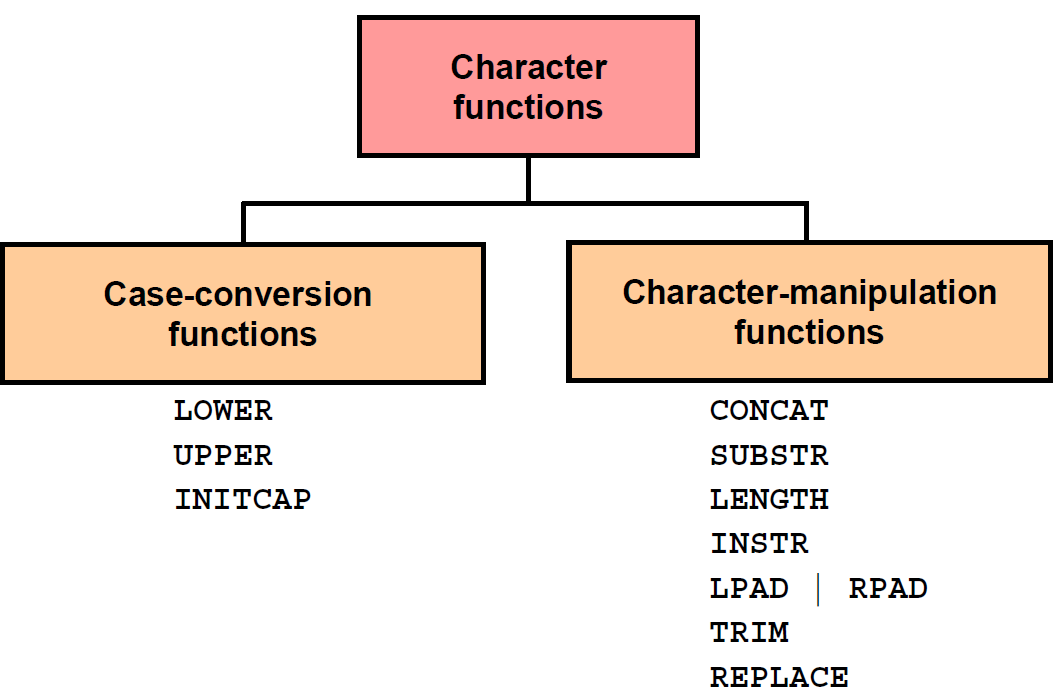 Character
functions
Case-conversion
functions
LOWER
UPPER
INITCAP
Character-manipulation
functions
CONCAT
SUBSTR
LENGTH
INSTR
LPAD | RPAD
TRIM
REPLACE